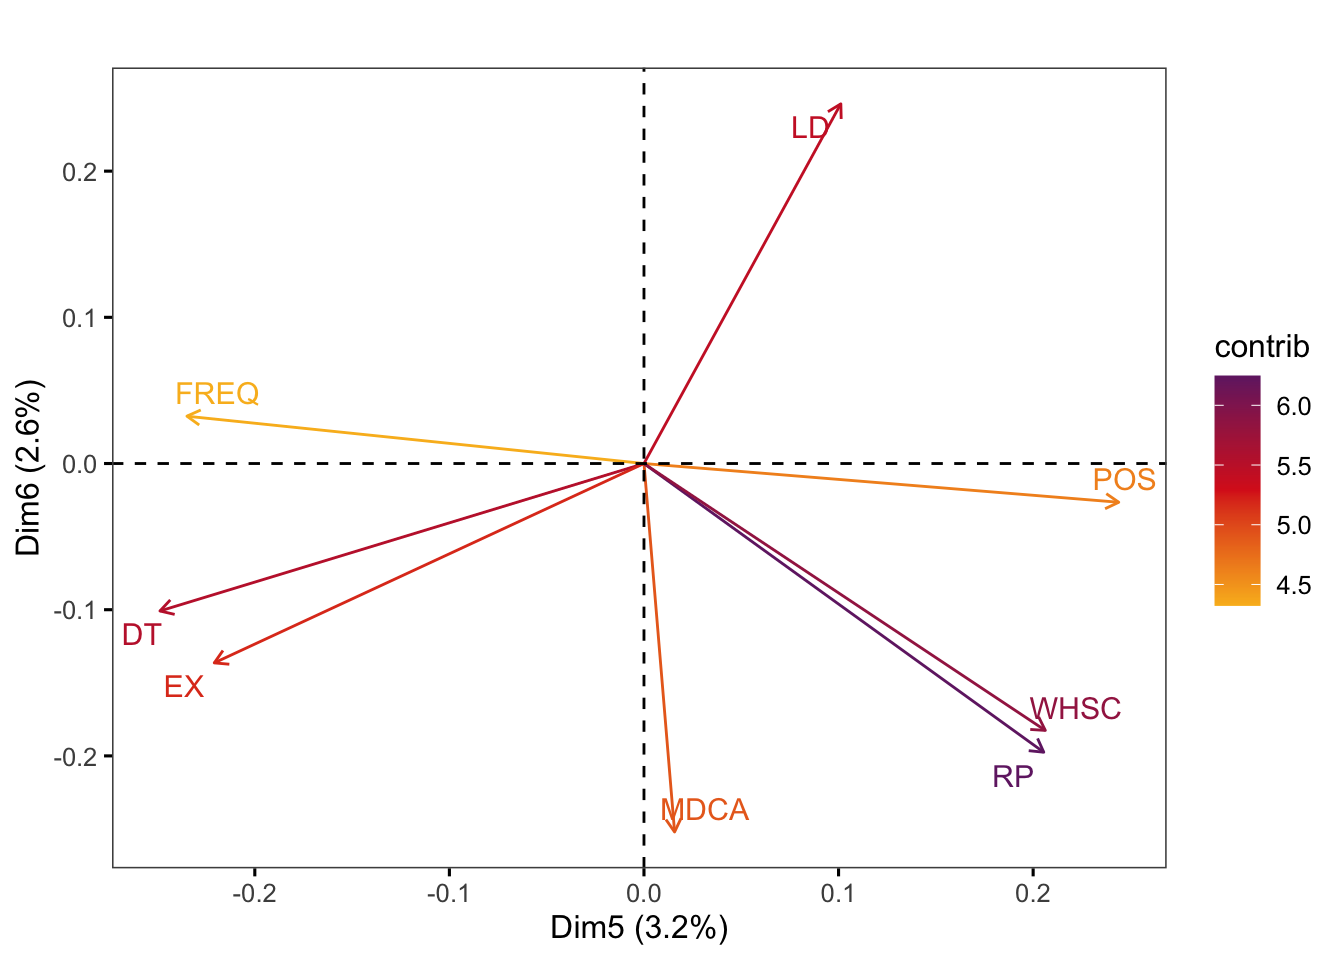 LD
0.2
0.1
FREQ
0.0
POS
-0.1
DT
EX
WHSC
-0.2
RP
MDCA
-0.2
-0.1
0.0
0.1
0.2
Dim5 (3.2%)
Dim6 (2.6%)
contrib
6.0
5.5
5.0
4.5